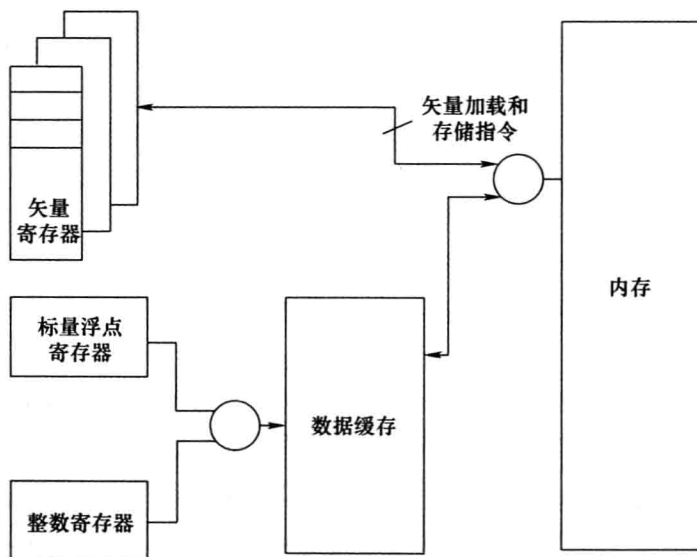 矢量加载和
存储指令
矢量
寄存器
内存
标量浮点
寄存器
数据缓存
整数寄存器